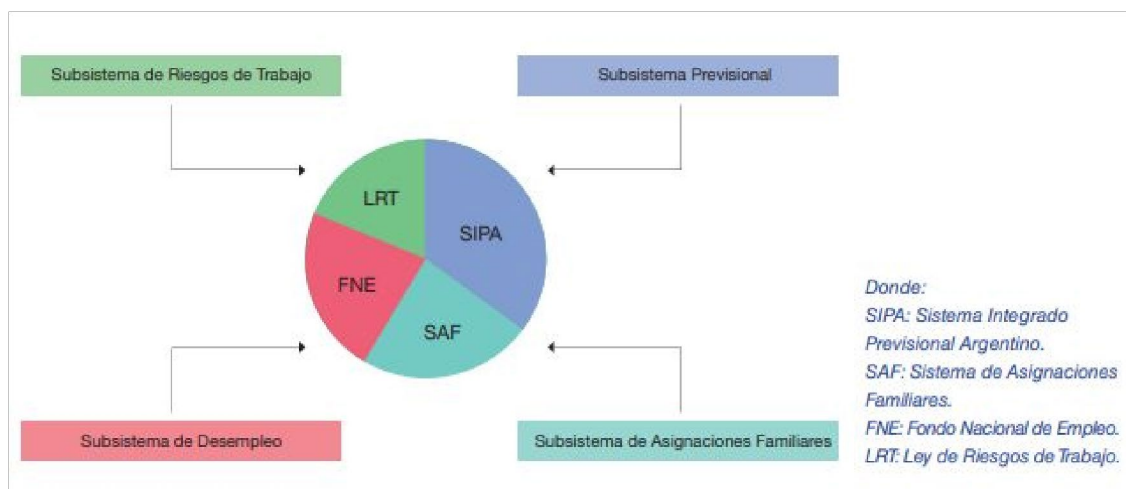 Subsistema de Riesgos de Trabajo
Subsistema Previsional
LRT
SIPA
FNE
SAF
Donde:
SIPA: Sistema Integrado
Previsional Argentino.
SAF: Sistema de Asignaciones
Familiares.
FNE: Fondo Nacional de Empleo.
LRT: Ley de Riesgos de Trabajo.
Subsistema de Desempleo
Subsistema de Asignaciones Familiares